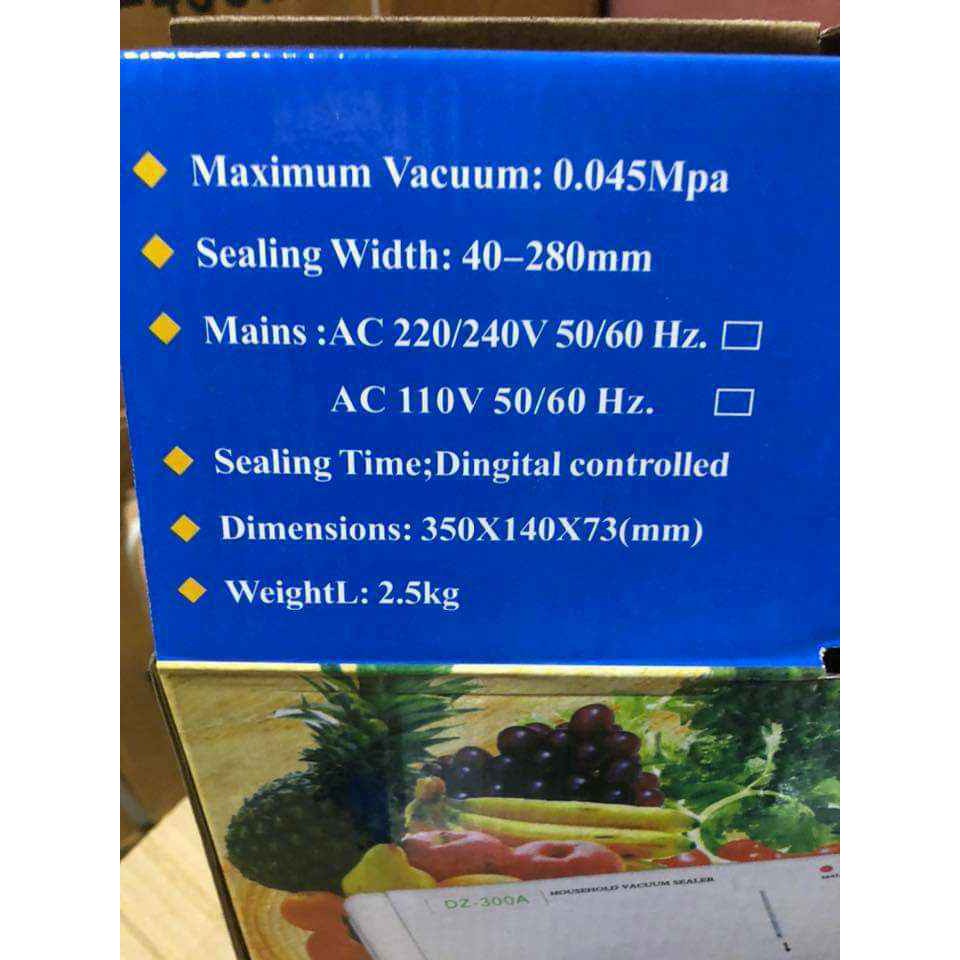 Maximum Vacuum: 0.045Mpa
Sealing Width: 40–280mm
Mains :AC 220/240V 50/60 Hz.
AC 110V 50/60 Hz.
Sealing Time;Dingital controlled
Dimensions: 350X140X73(mm)
WeightL: 2.5kg
DZ-300A HOUSEHOLD VACUUM SEALER